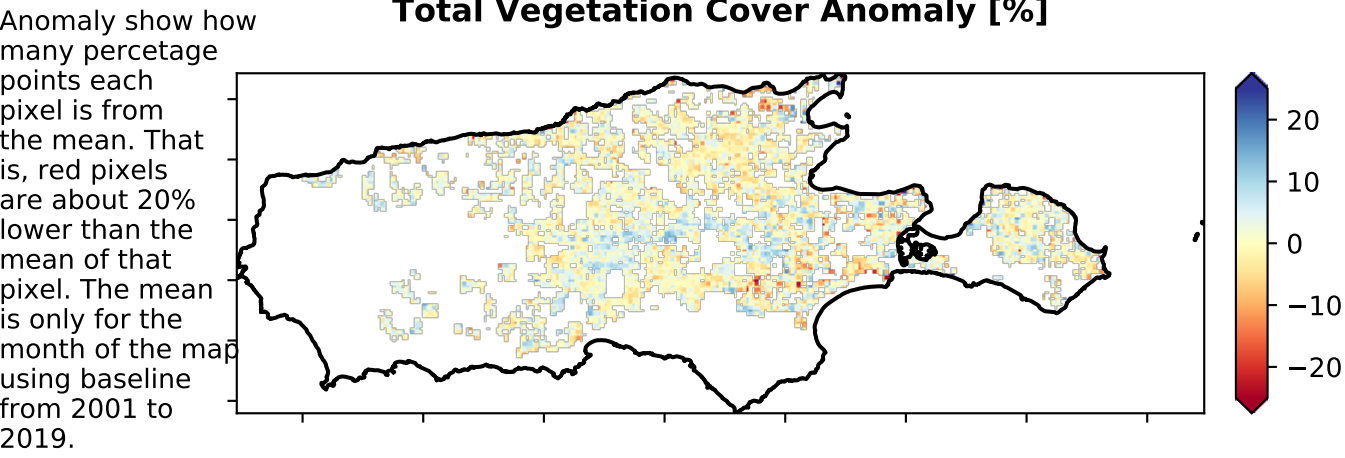 Total Vegetation Cover Anomaly [%]
Anomaly show how
many percetage
points each
pixel is from
the mean. That
is, red pixels
are about 20%
lower than the
mean of that
pixel. The mean
is only for the
month of the map
using baseline
from 2001 to
2019.
20
10
0
−10
−20